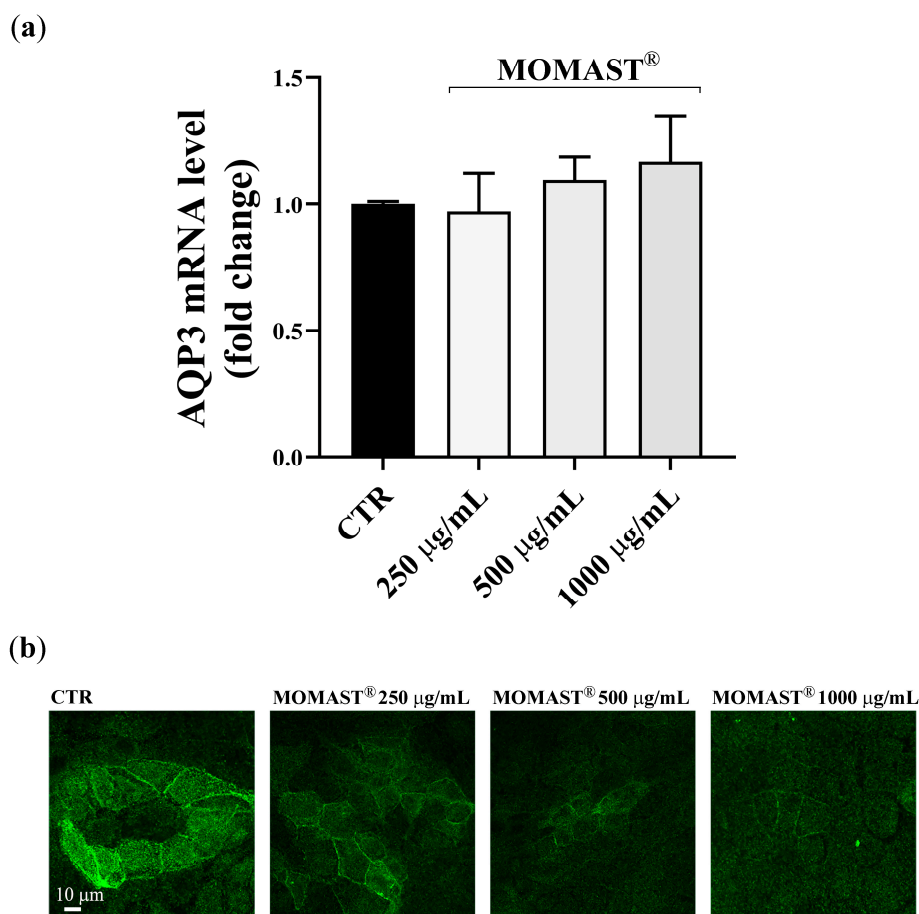 (a)
MOMAST®
1.5
1.0
0.5
0.0
AQP3 mRNA level
(fold change)
CTR
250 μg/mL
500 μg/mL
1000 μg/mL
(b)
CTR
MOMAST® 250 μg/mL
MOMAST® 500 μg/mL
MOMAST® 1000 μg/mL
10 μm